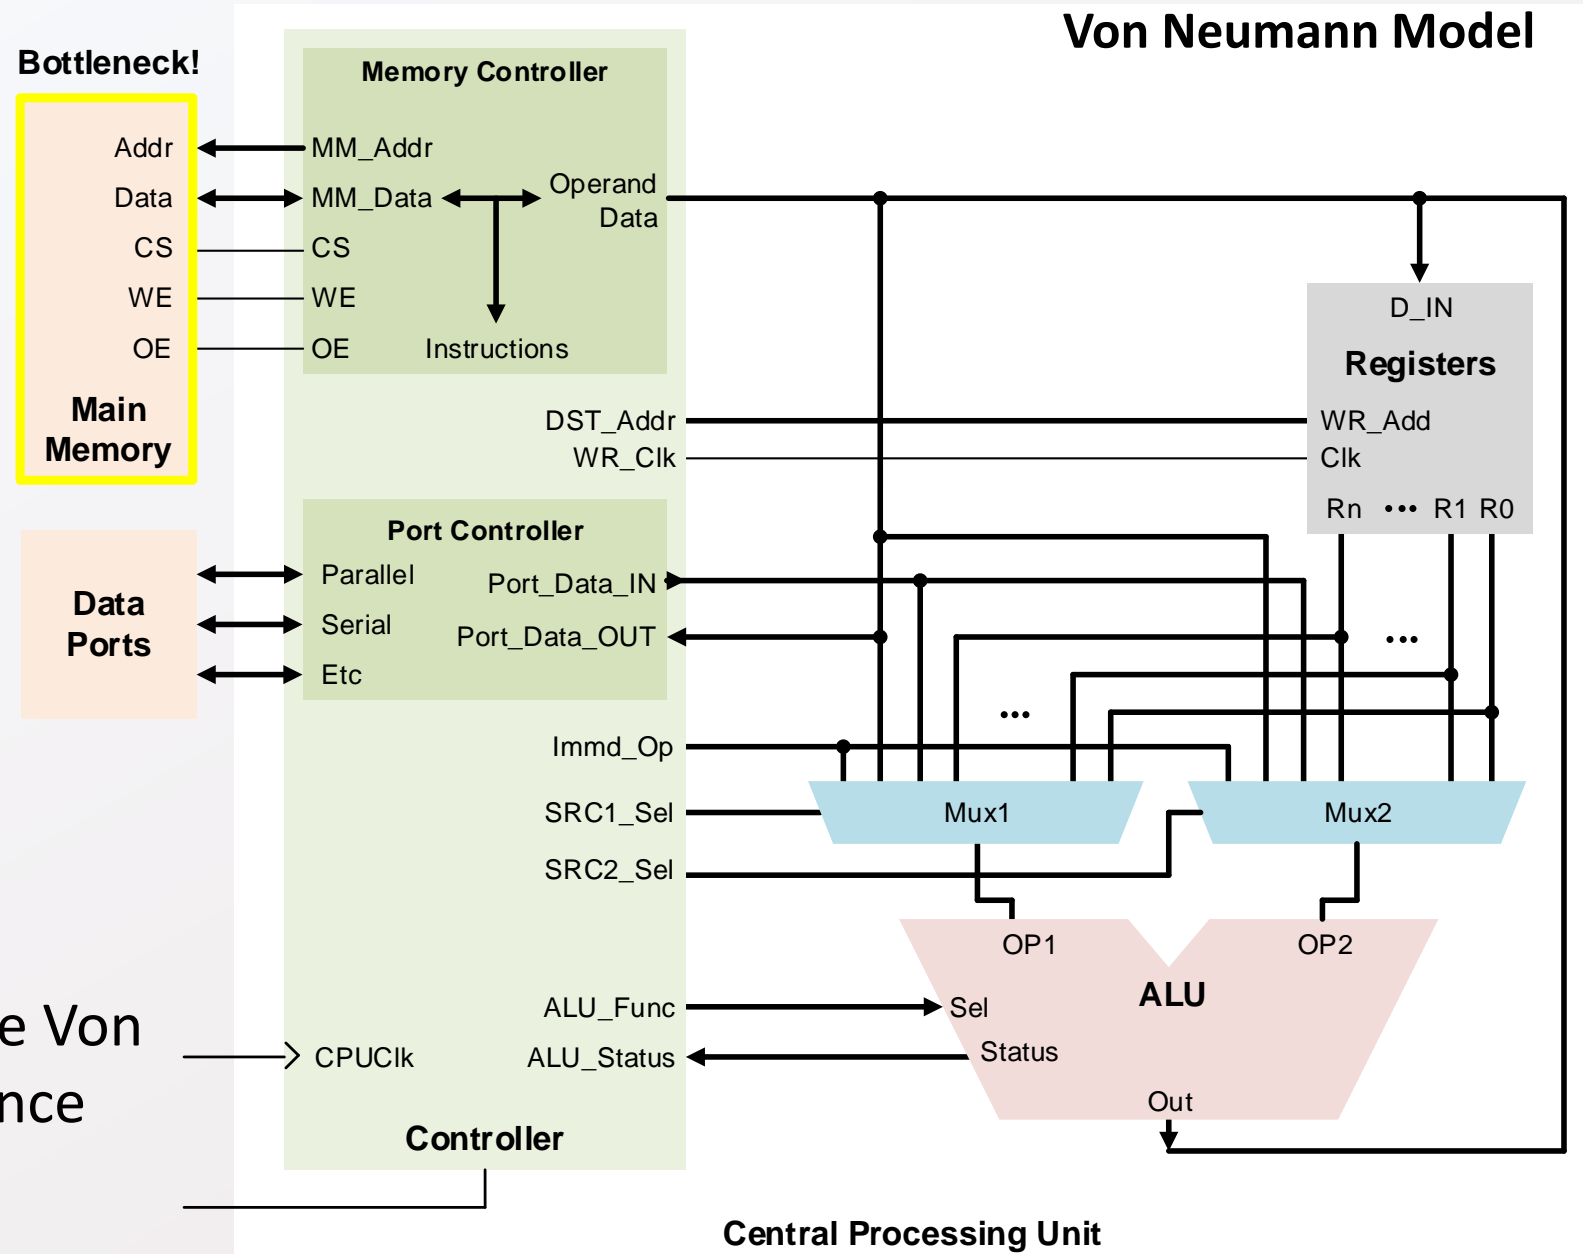 Von Neumann Model
Bottleneck!
Addr
Data
CS
WE
OE
Main
Memory
Memory Controller
MM_Addr
MM_Data
Operand
Data
CS
WE
OE
Instructions
D_IN
Registers
WR_Add
Clk
Rn ••• R1 R0
DST_Addr
WR_Clk
Data
Ports
Port Controller
Parallel
Serial
Etc
Port_Data_IN
Port_Data_OUT
•••
•••
Immd_Op
SRC1_Sel
SRC2_Sel
Mux1
Mux2
OP1
OP2
ALU
Sel
Status
Out
ALU_Func
ALU_Status
CPUClk
Controller
e Von
nce
Central Processing Unit